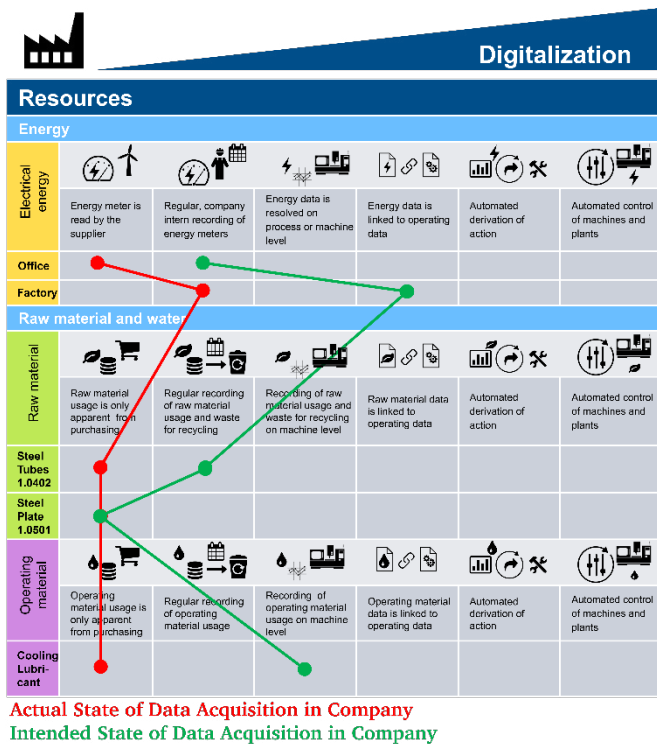 Digitalization
Resources
Energy
Electrical
energy
Energy meter is
read by the
supplier
Regular, company
intern recording of
energy meters
Energy data is
resolved on
process or machine
level
Energy data is
linked to operating
data
Automated
derivation of
action
Automated control
of machines and
plants
Office
Factory
Raw material and water
Raw material
Raw material
usage is only
apparent from
purchasing
Regular recording
of raw material
usage and waste
for recycling
Recording of raw
material usage and
waste for recycling
on machine level
Raw material data
is linked to
operating data
Automated
derivation of
action
Automated control
of machines and
plants
Steel
Tubes
1.0402
Steel
Plate
1.0501
Operating
material
Operating
material usage is
only apparent
from purchasing
Regular recording
of operating
material usage
Recording of
operating material
usage on machine
level
Operating material
data is linked to
operating data
Automated
derivation of
action
Automated control
of machines and
plants
Cooling
Lubri-
cant
Actual State of Data Acquisition in Company
Intended State of Data Acquisition in Company